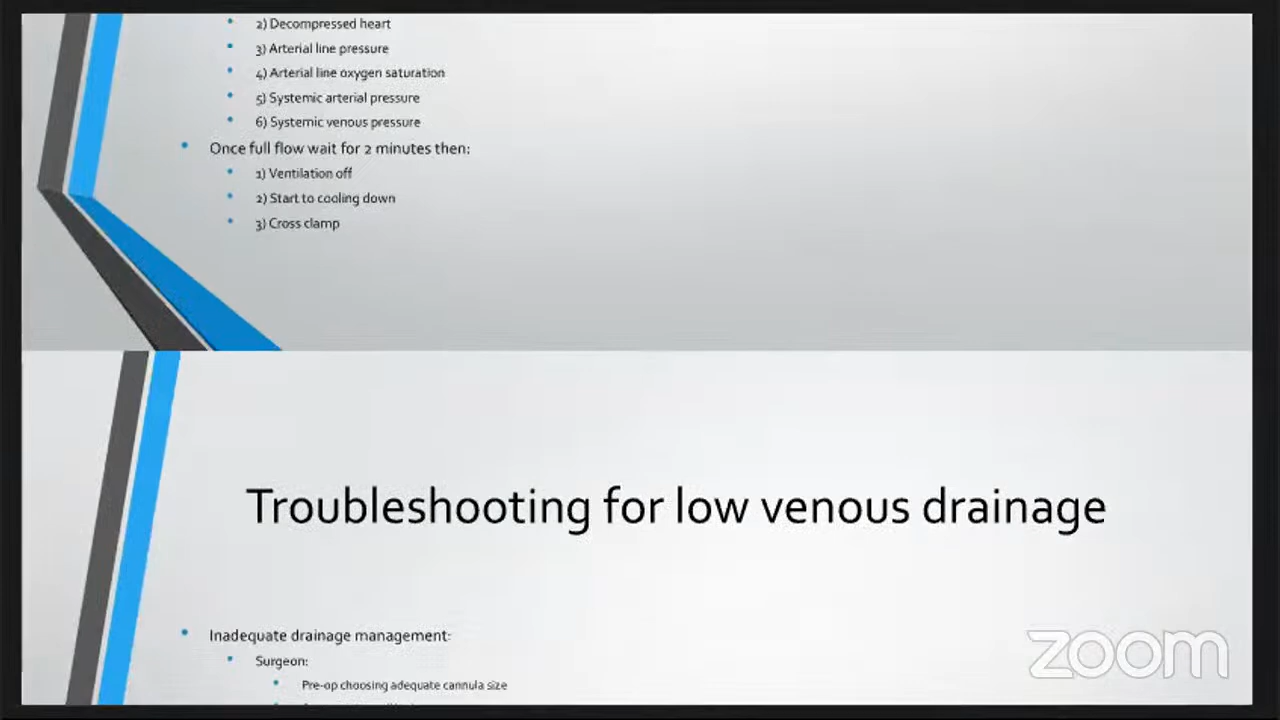 2) Decompressed heart
3) Arterial line pressure
4) Arterial line oxygen saturation
5) Systemic arterial pressure
6) Systemic venous pressure
Once full flow wait for 2 minutes then:
1) Ventilation off
2) Start to cooling down
3) Cross clamp
Troubleshooting for low venous drainage
Inadequate drainage management:
Surgeon:
Pre-op choosing adequate cannula size
zoom